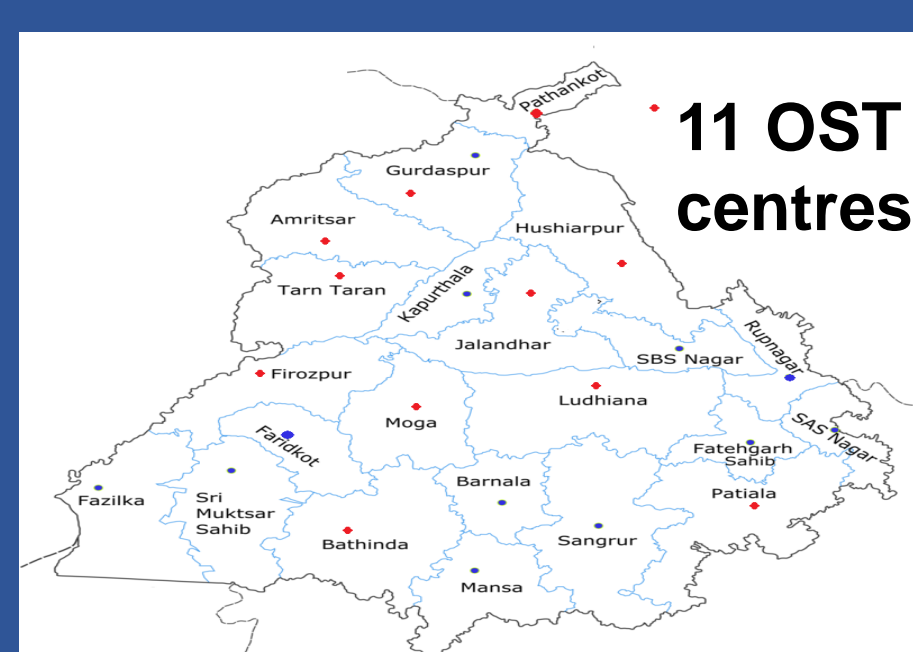 Pathankot
11 OST
centres
Gurdaspur
Amritsar
Hushiarpur
Tarn Taran
Kapurthala
Jalandhar
SBS Nagar
Rupnagar
Firozpur
Ludhiana
Moga
Faridkot
SAS Nagar
Fatehgarh
Sahib
Barnala
Patiala
Fazilka
Sri
Muktsar
Sahib
Bathinda
Sangrur
Mansa